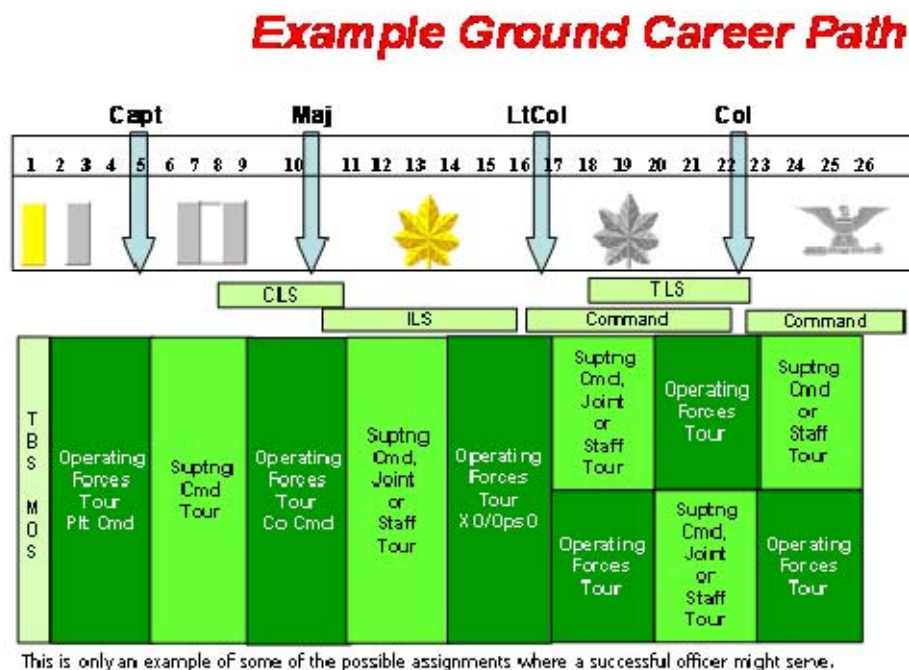 Example Ground Career Path
Capt Maj LtCol Col
1 2 3 4 5 6 7 8 9 10 11 12 13 14 15 16 17 18 19 20 21 22 23 24 25 26
CLS
TLS
ILS
Command
Command
TBS MOS
Operating
Forces
Tour
Plt Cmd
Suptng
Cmd
Tour
Operating
Forces
Tour
Co Cmd
Suptng
Cmd,
Joint
or
Staff
Tour
Operating
Forces
Tour
XO/OpsO
Suptng
Cmd,
Joint
or
Staff
Tour
Operating
Forces
Tour
Suptng
Cmd
or
Staff
Tour
Operating
Forces
Tour
Suptng
Cmd,
Joint
or
Staff
Tour
Operating
Forces
Tour
This is only an example of some of the possible assignments where a successful officer might serve.